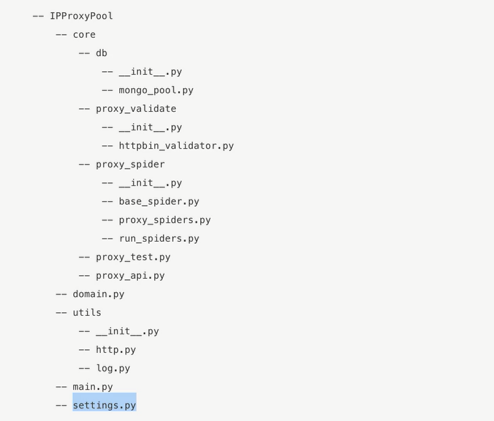 -- IPProxyPool
-- core
-- db
-- __init__.py
-- mongo_pool.py
-- proxy_validate
-- __init__.py
-- httpbin_validator.py
-- proxy_spider
-- __init__.py
-- base_spider.py
-- proxy_spiders.py
-- run_spiders.py
-- proxy_test.py
-- proxy_api.py
-- domain.py
-- utils
-- __init__.py
-- http.py
-- log.py
-- main.py
-- settings.py